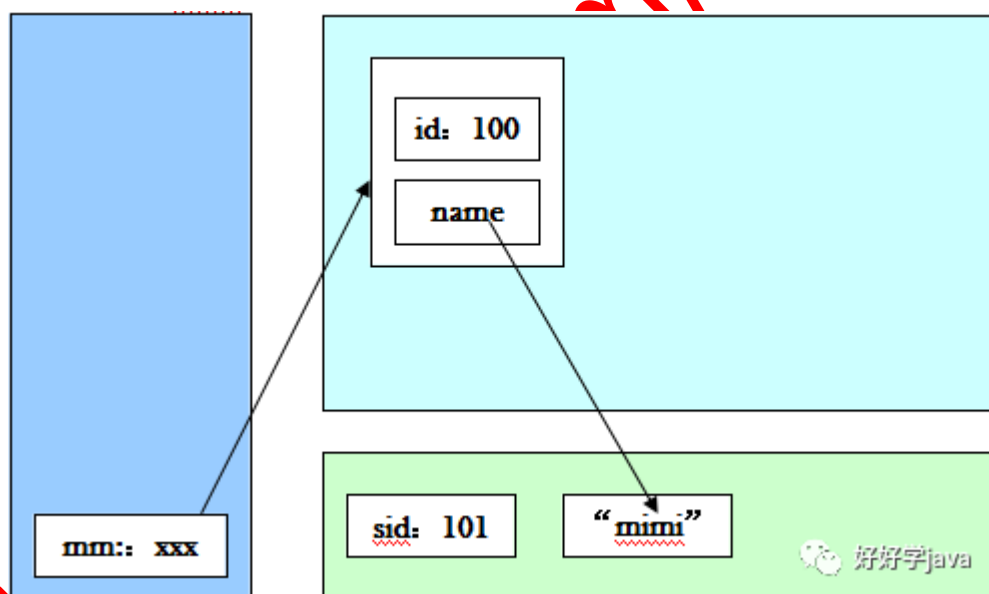 id：100
name
mm:：xxx
sid：101
“mimi”
好好学java